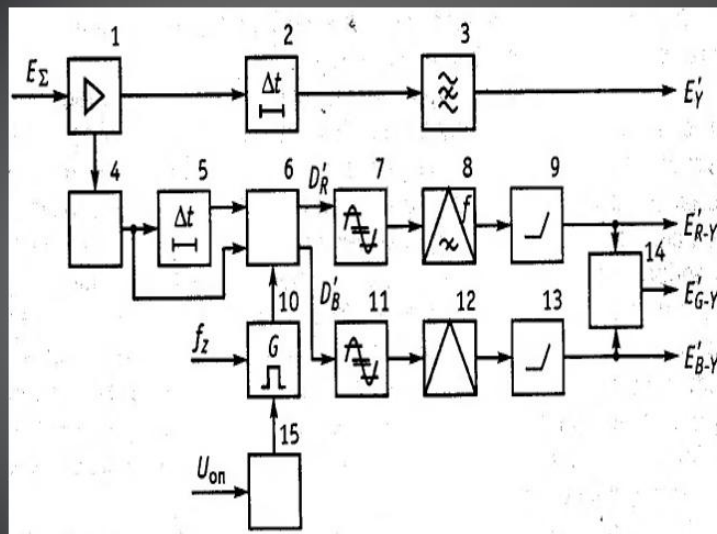 1 2 3
E_Σ Δt E'_Y
4 5 6 D'_R 7 8 9
Δt f E'_R-Y
14 E'_G-Y
10 D'_B 11 12 13
f_z G E'_B-Y
15
U_оп